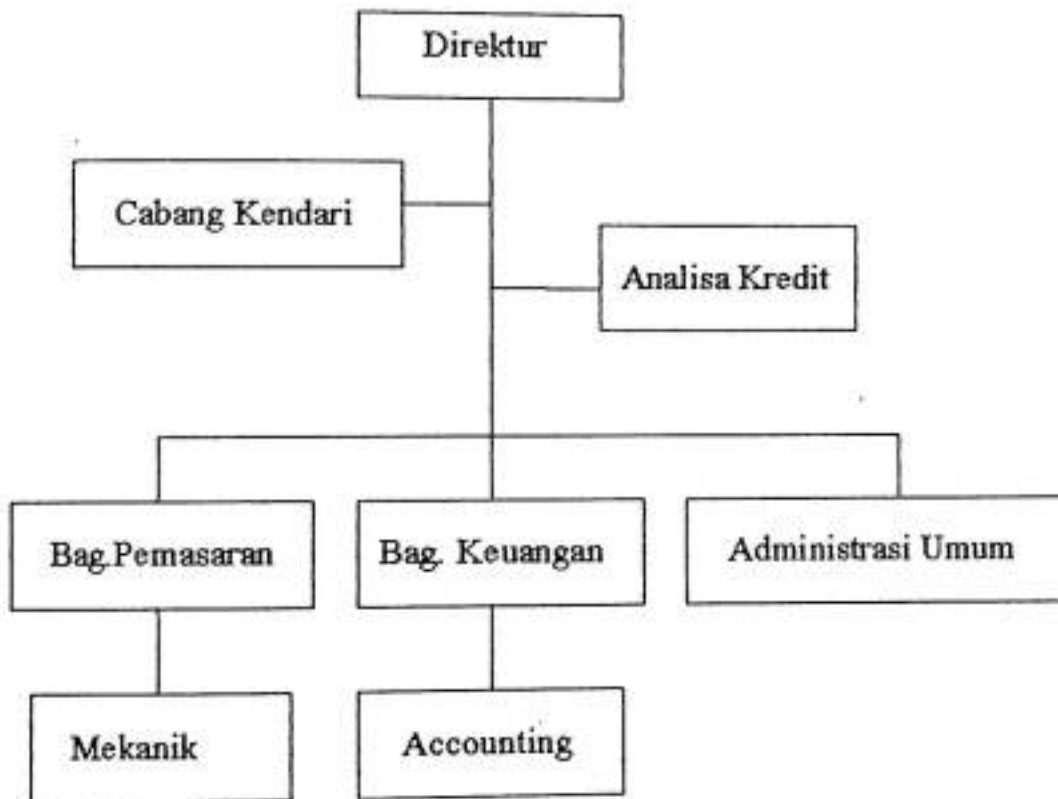 Direktur
Cabang Kendari
Analisa Kredit
Bag.Pemasaran
Bag. Keuangan
Administrasi Umum
Mekanik
Accounting